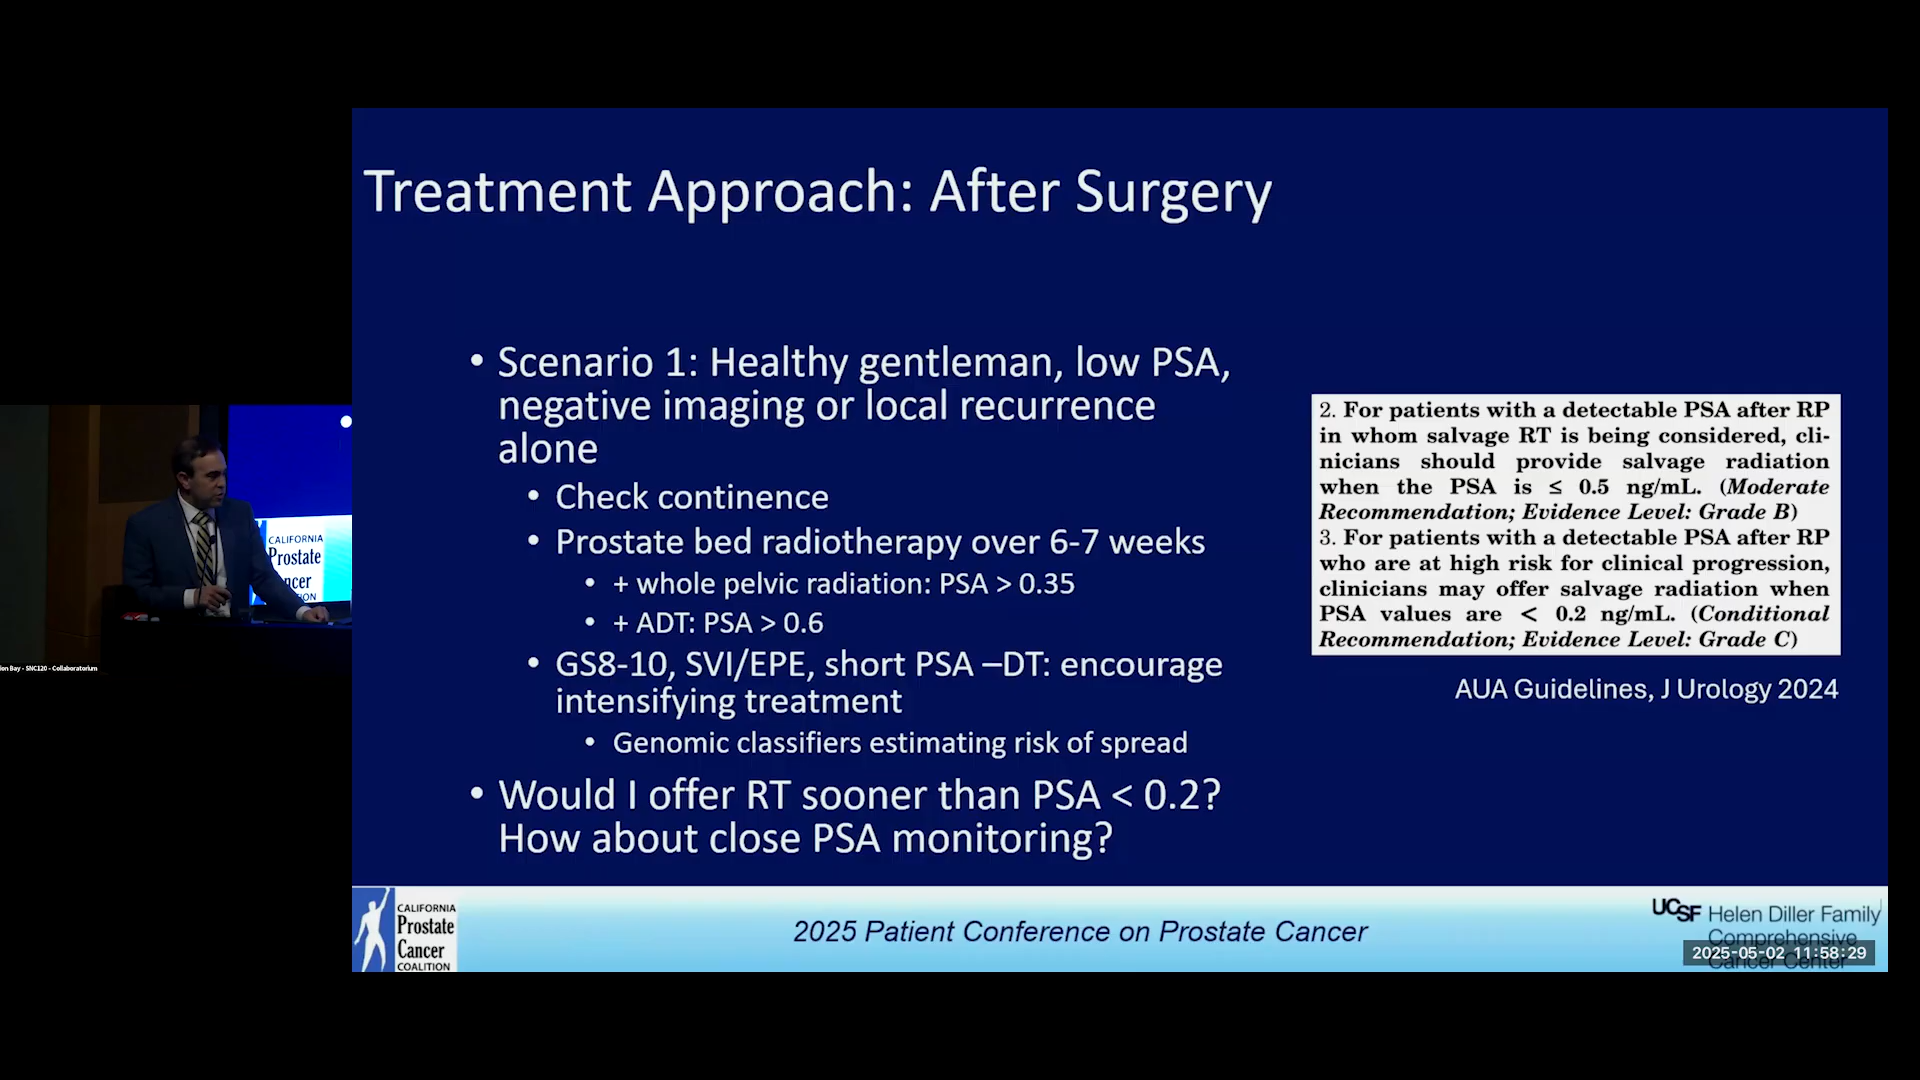 Treatment Approach: After Surgery
• Scenario 1: Healthy gentleman, low PSA,
negative imaging or local recurrence
alone
• Check continence
• Prostate bed radiotherapy over 6-7 weeks
• + whole pelvic radiation: PSA > 0.35
• + ADT: PSA > 0.6
• GS8-10, SVI/EPE, short PSA –DT: encourage
intensifying treatment
• Genomic classifiers estimating risk of spread
• Would I offer RT sooner than PSA < 0.2?
How about close PSA monitoring?
2. For patients with a detectable PSA after RP
in whom salvage RT is being considered, cli-
nicians should provide salvage radiation
when the PSA is ≤ 0.5 ng/mL. (Moderate
Recommendation; Evidence Level: Grade B)
3. For patients with a detectable PSA after RP
who are at high risk for clinical progression,
clinicians may offer salvage radiation when
PSA values are < 0.2 ng/mL. (Conditional
Recommendation; Evidence Level: Grade C)
AUA Guidelines, J Urology 2024
CALIFORNIA
Prostate
ncer
ION
ion Bay - SNC120 - Collaboratorium
CALIFORNIA
Prostate
Cancer
COALITION
2025 Patient Conference on Prostate Cancer
UCSF Helen Diller Family
Comprehensive
Cancer Center
2025-05-02 11:58:29